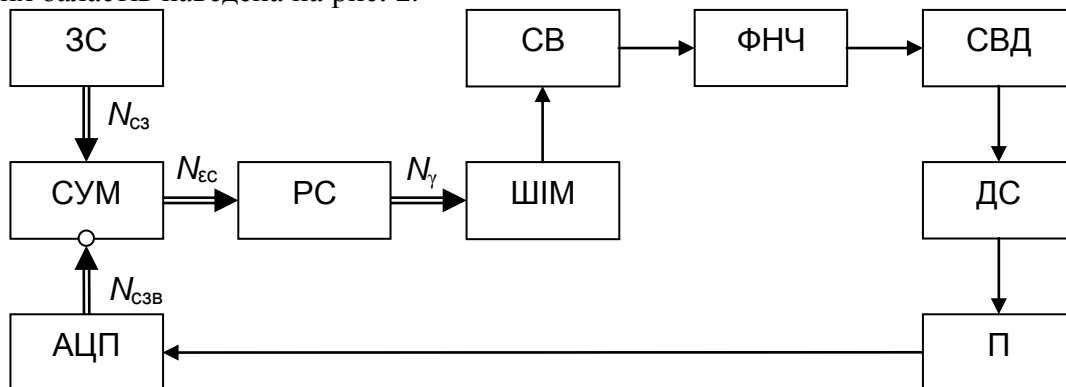 ЗС СВ ФНЧ СВД
Nсз
СУМ Nεс РС Nγ ШІМ ДС
Nсзв
АЦП П